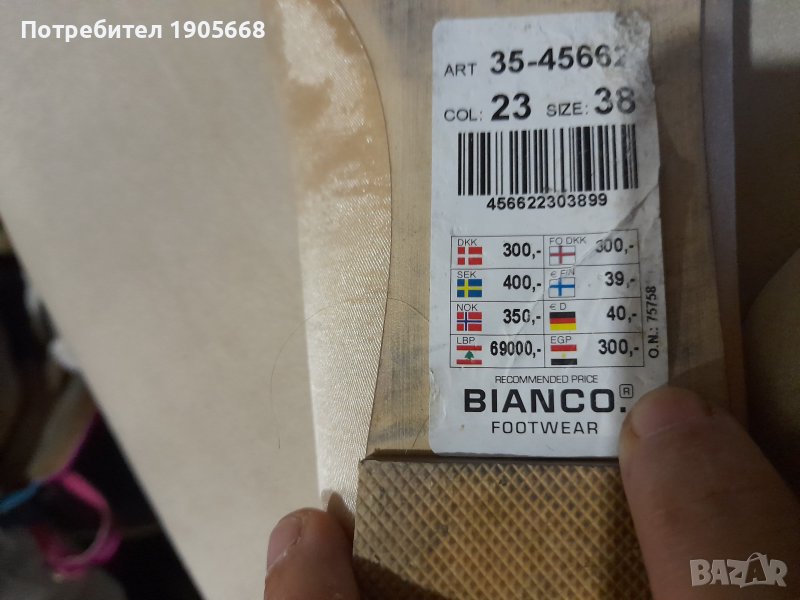 Потребител 1905668
ART 35-45662
COL: 23 SIZE: 38
456622303899
DKK 300,- FO DKK 300,-
SEK 400,- € FIN 39,-
NOK 350,- € D 40,-
LBP 69000,- EGP 300,-
O.N.: 75758
RECOMMENDED PRICE
BIANCO. R
FOOTWEAR
BAZAR